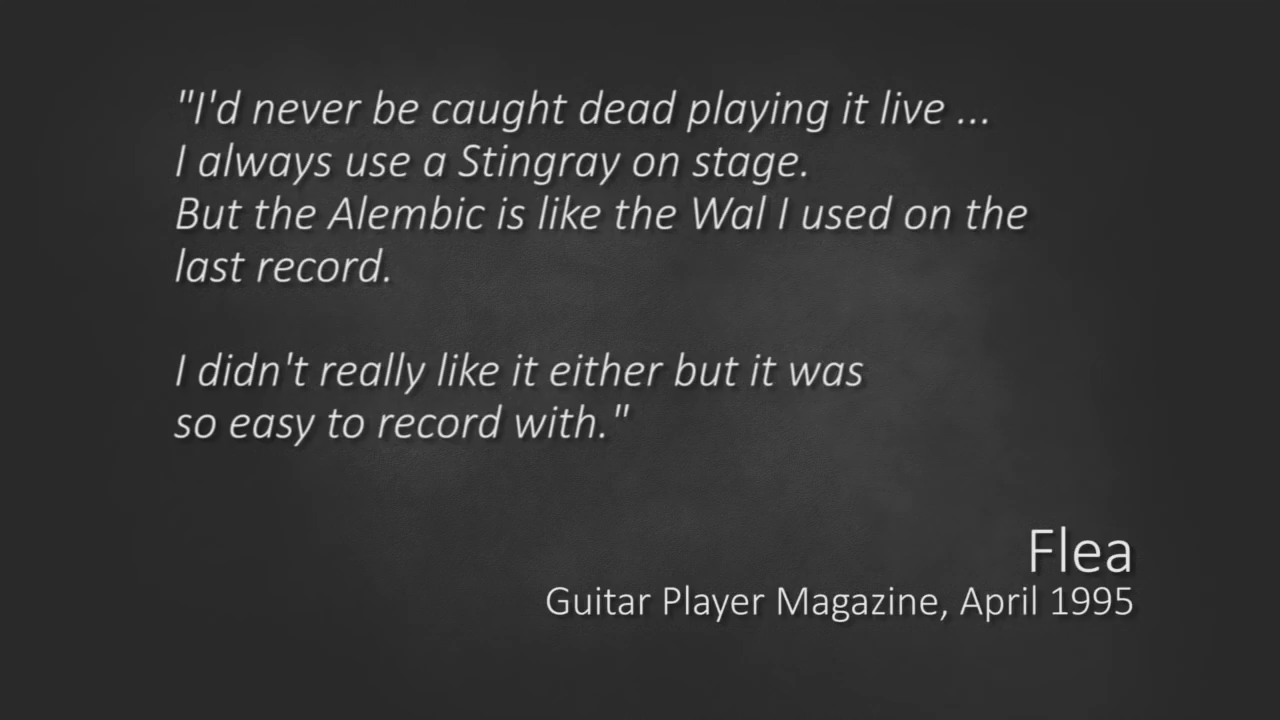 "I'd never be caught dead playing it live ...
I always use a Stingray on stage.
But the Alembic is like the Wal I used on the
last record.
I didn't really like it either but it was
so easy to record with."
Flea
Guitar Player Magazine, April 1995